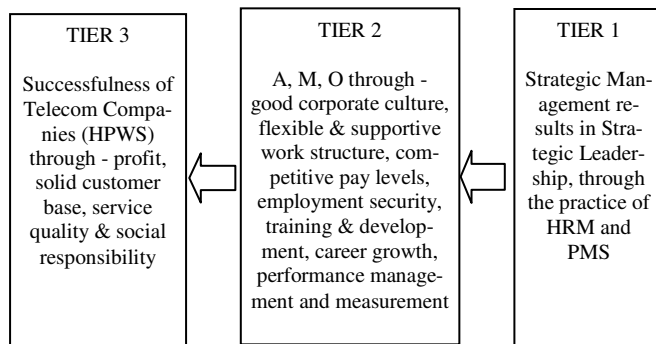 TIER 3
Successfulness of
Telecom Compa-
nies (HPWS)
through - profit,
solid customer
base, service
quality & social
responsibility
TIER 2
A, M, O through -
good corporate culture,
flexible & supportive
work structure, com-
petitive pay levels,
employment security,
training & develop-
ment, career growth,
performance manage-
ment and measurement
TIER 1
Strategic Man-
agement re-
sults in Strate-
gic Leader-
ship, through
the practice of
HRM and
PMS